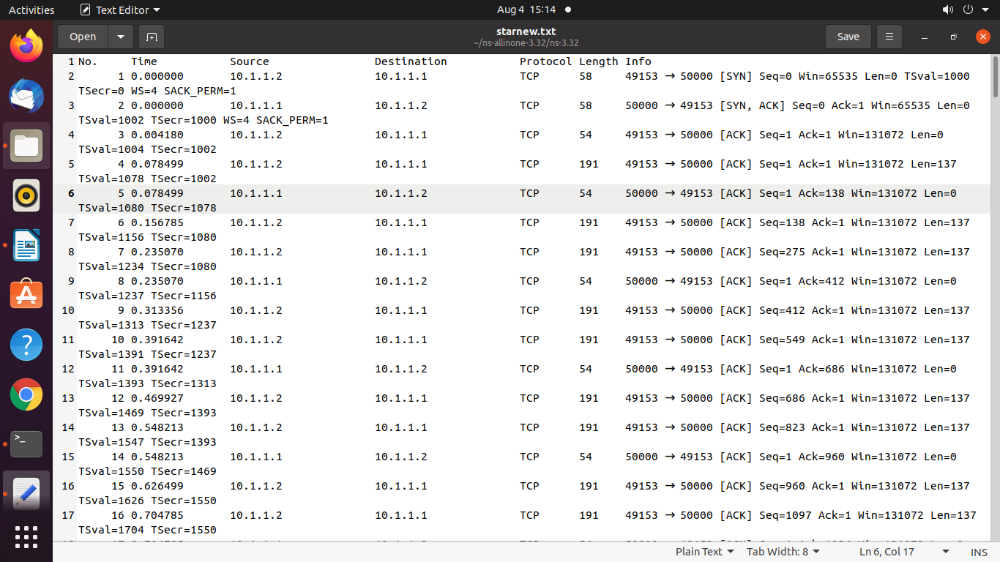 Activities Text Editor Aug 4 15:14
Open starnew.txt Save
~/ns-allinone-3.32/ns-3.32
1 No. Time Source Destination Protocol Length Info
2 1 0.000000 10.1.1.2 10.1.1.1 TCP 58 49153 → 50000 [SYN] Seq=0 Win=65535 Len=0 TSval=1000
TSecr=0 WS=4 SACK_PERM=1
3 2 0.000000 10.1.1.1 10.1.1.2 TCP 58 50000 → 49153 [SYN, ACK] Seq=0 Ack=1 Win=65535 Len=0
TSval=1002 TSecr=1000 WS=4 SACK_PERM=1
4 3 0.004180 10.1.1.2 10.1.1.1 TCP 54 49153 → 50000 [ACK] Seq=1 Ack=1 Win=131072 Len=0
TSval=1004 TSecr=1002
5 4 0.078499 10.1.1.2 10.1.1.1 TCP 191 49153 → 50000 [ACK] Seq=1 Ack=1 Win=131072 Len=137
TSval=1078 TSecr=1002
6 5 0.078499 10.1.1.1 10.1.1.2 TCP 54 50000 → 49153 [ACK] Seq=1 Ack=138 Win=131072 Len=0
TSval=1080 TSecr=1078
7 6 0.156785 10.1.1.2 10.1.1.1 TCP 191 49153 → 50000 [ACK] Seq=138 Ack=1 Win=131072 Len=137
TSval=1156 TSecr=1080
8 7 0.235070 10.1.1.2 10.1.1.1 TCP 191 49153 → 50000 [ACK] Seq=275 Ack=1 Win=131072 Len=137
TSval=1234 TSecr=1080
9 8 0.235070 10.1.1.1 10.1.1.2 TCP 54 50000 → 49153 [ACK] Seq=1 Ack=412 Win=131072 Len=0
TSval=1237 TSecr=1156
10 9 0.313356 10.1.1.2 10.1.1.1 TCP 191 49153 → 50000 [ACK] Seq=412 Ack=1 Win=131072 Len=137
TSval=1313 TSecr=1237
11 10 0.391642 10.1.1.2 10.1.1.1 TCP 191 49153 → 50000 [ACK] Seq=549 Ack=1 Win=131072 Len=137
TSval=1391 TSecr=1237
12 11 0.391642 10.1.1.1 10.1.1.2 TCP 54 50000 → 49153 [ACK] Seq=1 Ack=686 Win=131072 Len=0
TSval=1393 TSecr=1313
13 12 0.469927 10.1.1.2 10.1.1.1 TCP 191 49153 → 50000 [ACK] Seq=686 Ack=1 Win=131072 Len=137
TSval=1469 TSecr=1393
14 13 0.548213 10.1.1.2 10.1.1.1 TCP 191 49153 → 50000 [ACK] Seq=823 Ack=1 Win=131072 Len=137
TSval=1547 TSecr=1393
15 14 0.548213 10.1.1.1 10.1.1.2 TCP 54 50000 → 49153 [ACK] Seq=1 Ack=960 Win=131072 Len=0
TSval=1550 TSecr=1469
16 15 0.626499 10.1.1.2 10.1.1.1 TCP 191 49153 → 50000 [ACK] Seq=960 Ack=1 Win=131072 Len=137
TSval=1626 TSecr=1550
17 16 0.704785 10.1.1.2 10.1.1.1 TCP 191 49153 → 50000 [ACK] Seq=1097 Ack=1 Win=131072 Len=137
TSval=1704 TSecr=1550
Plain Text Tab Width: 8 Ln 6, Col 17 INS